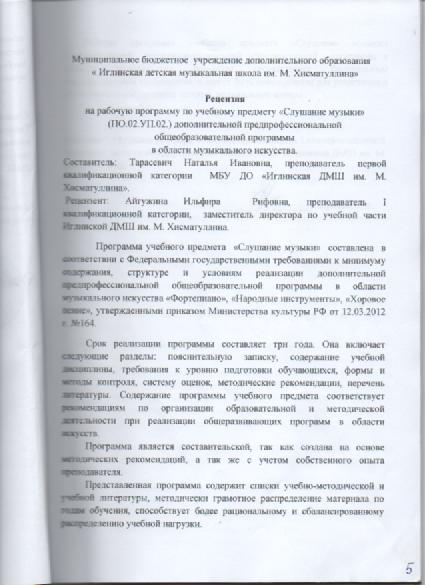 Муниципальное бюджетное учреждение дополнительного образования
« Иглинская детская музыкальная школа им. М. Хисматуллина»
Рецензия
на рабочую программу по учебному предмету «Слушание музыки»
(ПО.02.УП.02.) дополнительной предпрофессиональной
общеобразовательной программы
в области музыкального искусства.
Составитель: Тарасевич Наталья Ивановна, преподаватель первой
квалификационной категории МБУ ДО «Иглинская ДМШ им. М.
Хисматуллина».
Рецензент: Айгужина Ильфира Рифовна, преподаватель I
квалификационной категории, заместитель директора по учебной части
Иглинской ДМШ им. М. Хисматуллина.
Программа учебного предмета «Слушание музыки» составлена в
соответствии с Федеральными государственными требованиями к минимуму
содержания, структуре и условиям реализации дополнительной
предпрофессиональной общеобразовательной программы в области
музыкального искусства «Фортепиано», «Народные инструменты», «Хоровое
пение», утвержденными приказом Министерства культуры РФ от 12.03.2012
г. №164.
Срок реализации программы составляет три года. Она включает
следующие разделы: пояснительную записку, содержание учебной
дисциплины, требования к уровню подготовки обучающихся, формы и
методы контроля, систему оценок, методические рекомендации, перечень
литературы. Содержание программы учебного предмета соответствует
рекомендациям по организации образовательной и методической
деятельности при реализации общеразвивающих программ в области
искусств.
Программа является составительской, так как создана на основе
методических рекомендаций, а так же с учетом собственного опыта
преподавателя.
Представленная программа содержит списки учебно-методической и
учебной литературы, методически грамотное распределение материала по
годам обучения, способствует более рациональному и сбалансированному
распределению учебной нагрузки.
5